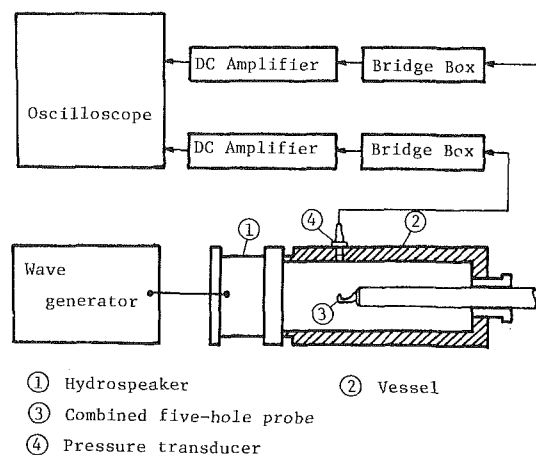 DC Amplifier
Bridge Box
Oscilloscope
DC Amplifier
Bridge Box
④
①
②
Wave
generator
③
① Hydrospeaker
② Vessel
③ Combined five-hole probe
④ Pressure transducer